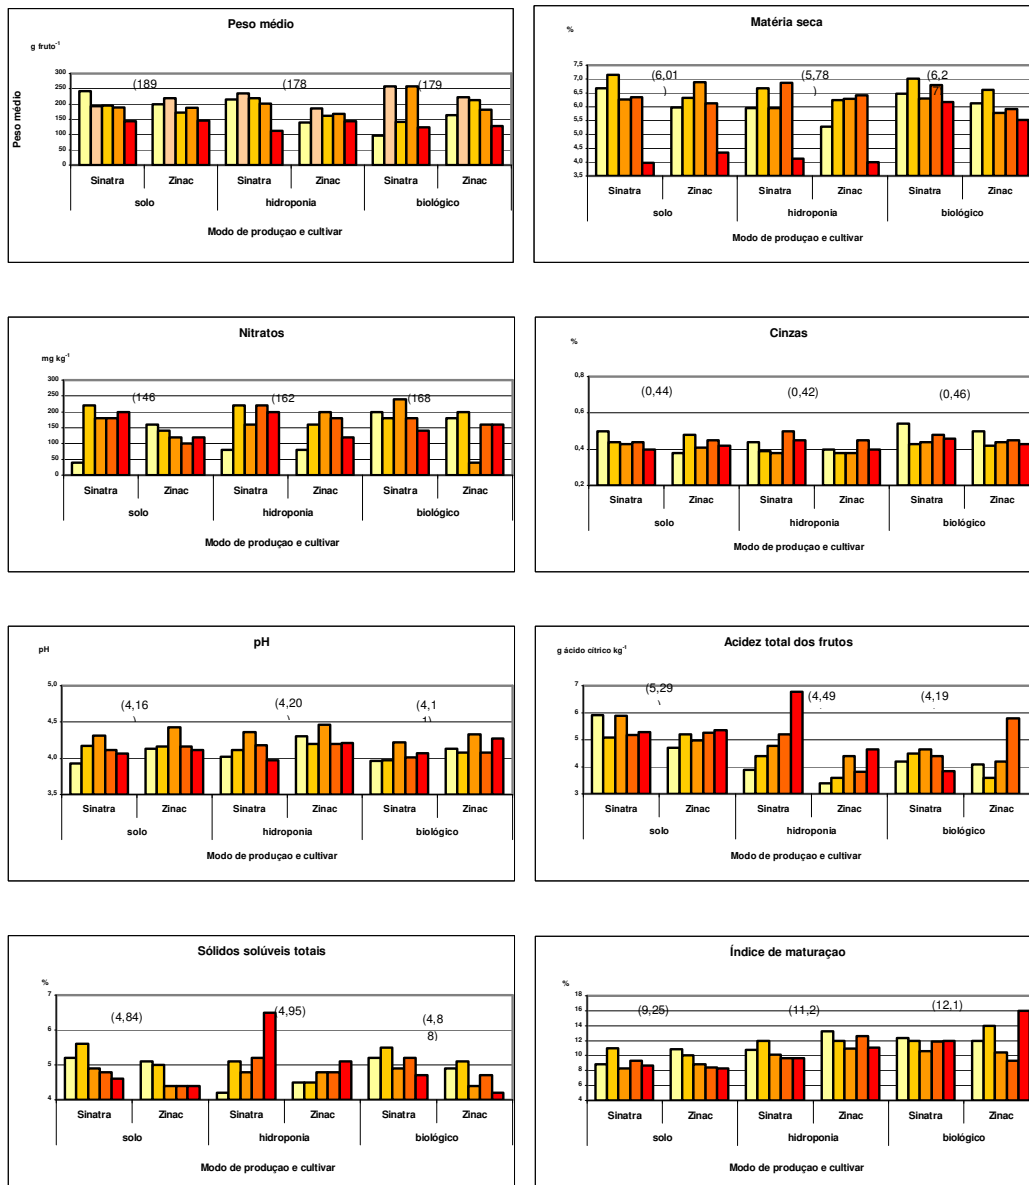 Peso médio
g fruto⁻¹
Peso médio
300
250
200
150
100
50
0
(189
(178
(179
Sinatra Zinac Sinatra Zinac Sinatra Zinac
solo hidroponia biológico
Modo de produçao e cultivar
Matéria seca
%
7,5
7,0
6,5
6,0
5,5
5,0
4,5
4,0
3,5
(6,01
)
(5,78
)
(6,2
7)
Sinatra Zinac Sinatra Zinac Sinatra Zinac
solo hidroponia biológico
Modo de produçao e cultivar
Nitratos
mg kg⁻¹
300
250
200
150
100
50
0
(146
(162
(168
Sinatra Zinac Sinatra Zinac Sinatra Zinac
solo hidroponia biológico
Modo de produçao e cultivar
Cinzas
%
0,8
0,6
0,4
0,2
(0,44)
(0,42)
(0,46)
Sinatra Zinac Sinatra Zinac Sinatra Zinac
solo hidroponia biológico
Modo de produçao e cultivar
pH
pH
5,0
4,5
4,0
3,5
(4,16
(4,20
(4,1
1)
Sinatra Zinac Sinatra Zinac Sinatra Zinac
solo hidroponia biológico
Modo de produçao e cultivar
Acidez total dos frutos
g ácido cítrico kg⁻¹
7
6
5
4
3
(5,29
(4,49
(4,19
Sinatra Zinac Sinatra Zinac Sinatra Zinac
solo hidroponia biológico
Modo de produçao e cultivar
Sólidos solúveis totais
%
7
6
5
4
(4,84)
(4,95)
(4,8
8)
Sinatra Zinac Sinatra Zinac Sinatra Zinac
solo hidroponia biológico
Modo de produçao e cultivar
Índice de maturaçao
%
18
16
14
12
10
8
6
4
(9,25)
(11,2)
(12,1)
Sinatra Zinac Sinatra Zinac Sinatra Zinac
solo hidroponia biológico
Modo de produçao e cultivar